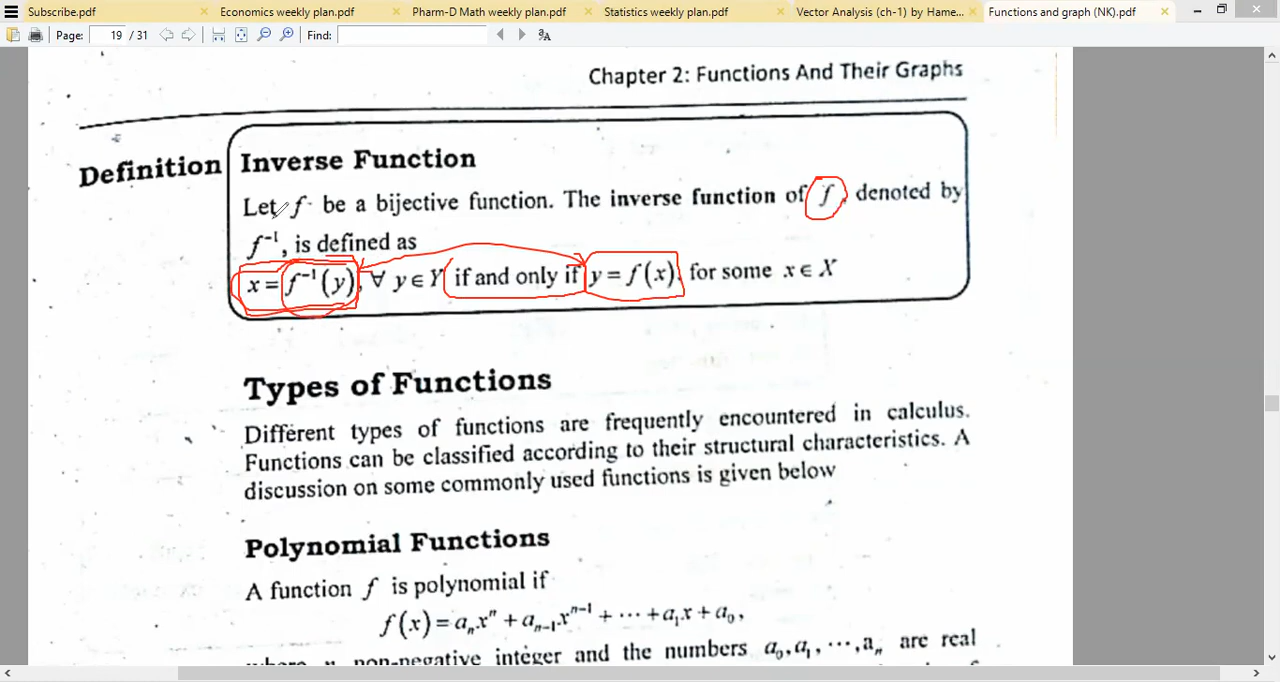 Subscribe.pdf Economics weekly plan.pdf Pharm-D Math weekly plan.pdf Statistics weekly plan.pdf Vector Analysis (ch-1) by Hame... Functions and graph (NK).pdf
Page: 19 / 31 Find:
Chapter 2: Functions And Their Graphs
Definition Inverse Function
Let f be a bijective function. The inverse function of f, denoted by
f⁻¹, is defined as
x = f⁻¹(y), ∀ y ∈ Y if and only if y = f(x). for some x ∈ X
Types of Functions
Different types of functions are frequently encountered in calculus.
Functions can be classified according to their structural characteristics. A
discussion on some commonly used functions is given below
Polynomial Functions
A function f is polynomial if
f(x) = aₙxⁿ + aₙ₋₁xⁿ⁻¹ + ··· + a₁x + a₀,
where n non-negative integer and the numbers a₀, a₁, ···, aₙ are real